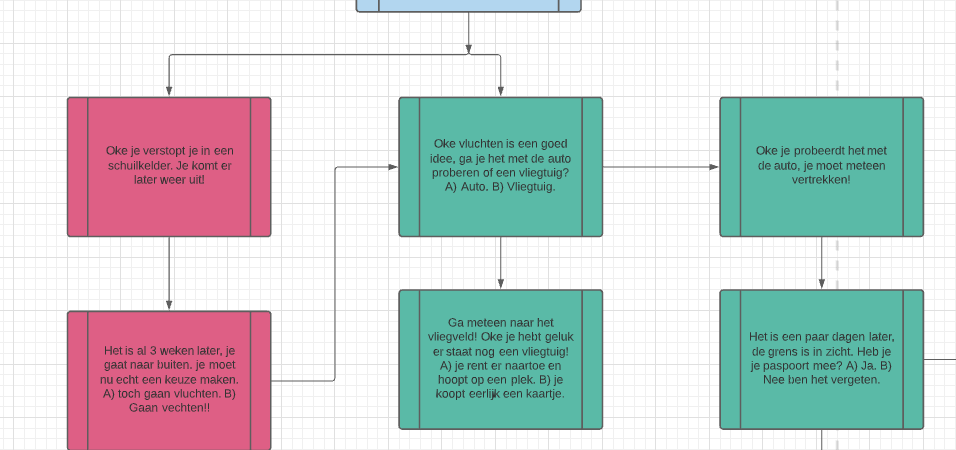 Oke je verstopt je in een
schuilkelder. Je komt er
later weer uit!
Oke vluchten is een goed
idee, ga je het met de auto
proberen of een vliegtuig?
A) Auto. B) Vliegtuig.
Oke je probeerdt het met
de auto, je moet meteen
vertrekken!
Het is al 3 weken later, je
gaat naar buiten. je moet
nu echt een keuze maken.
A) toch gaan vluchten. B)
Gaan vechten!!
Ga meteen naar het
vliegveld! Oke je hebt geluk
er staat nog een vliegtuig!
A) je rent er naartoe en
hoopt op een plek. B) je
koopt eerlijk een kaartje.
Het is een paar dagen later,
de grens is in zicht. Heb je
je paspoort mee? A) Ja. B)
Nee ben het vergeten.